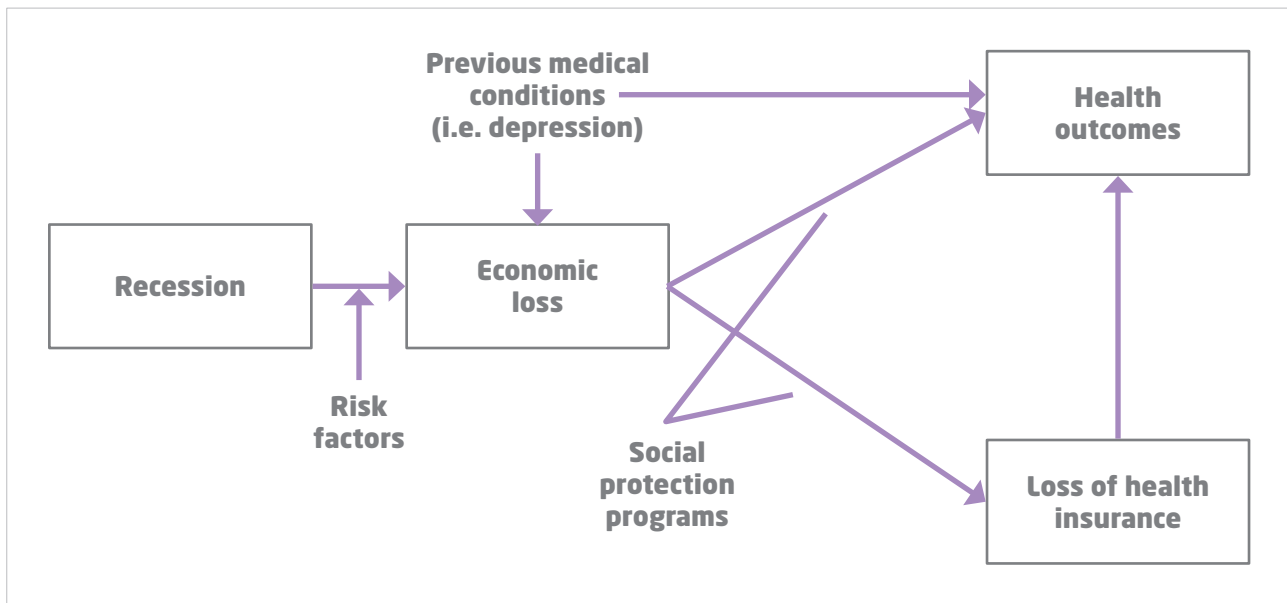 Previous medical
conditions
(i.e. depression)
Health
outcomes
Recession
Economic
loss
Risk
factors
Social
protection
programs
Loss of health
insurance